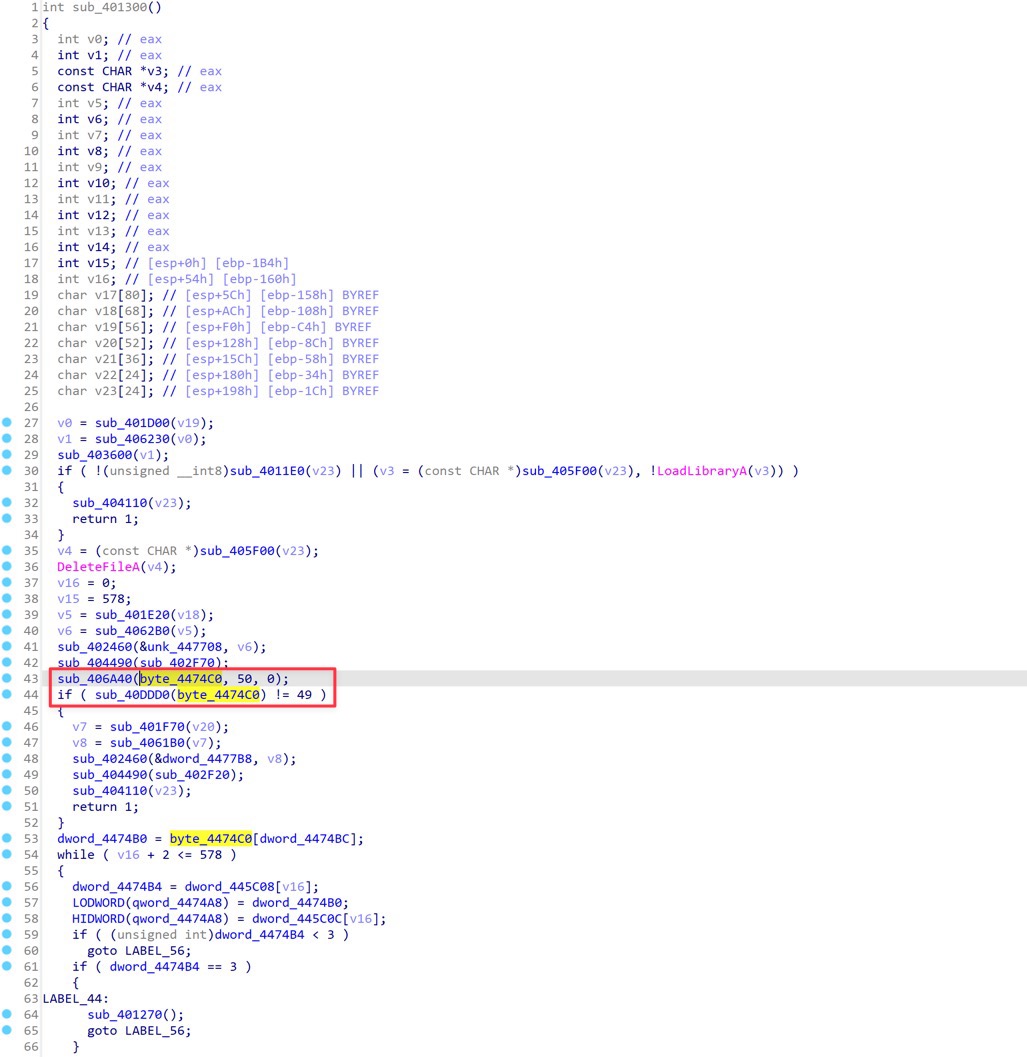 1 int sub_401300()
2 {
3 int v0; // eax
4 int v1; // eax
5 const CHAR *v3; // eax
6 const CHAR *v4; // eax
7 int v5; // eax
8 int v6; // eax
9 int v7; // eax
10 int v8; // eax
11 int v9; // eax
12 int v10; // eax
13 int v11; // eax
14 int v12; // eax
15 int v13; // eax
16 int v14; // eax
17 int v15; // [esp+0h] [ebp-1B4h]
18 int v16; // [esp+54h] [ebp-160h]
19 char v17[80]; // [esp+5Ch] [ebp-158h] BYREF
20 char v18[68]; // [esp+ACh] [ebp-108h] BYREF
21 char v19[56]; // [esp+F0h] [ebp-C4h] BYREF
22 char v20[52]; // [esp+128h] [ebp-8Ch] BYREF
23 char v21[36]; // [esp+15Ch] [ebp-58h] BYREF
24 char v22[24]; // [esp+180h] [ebp-34h] BYREF
25 char v23[24]; // [esp+198h] [ebp-1Ch] BYREF
26
27 v0 = sub_401D00(v19);
28 v1 = sub_406230(v0);
29 sub_403600(v1);
30 if ( !(unsigned __int8)sub_4011E0(v23) || (v3 = (const CHAR *)sub_405F00(v23), !LoadLibraryA(v3)) )
31 {
32 sub_404110(v23);
33 return 1;
34 }
35 v4 = (const CHAR *)sub_405F00(v23);
36 DeleteFileA(v4);
37 v16 = 0;
38 v15 = 578;
39 v5 = sub_401E20(v18);
40 v6 = sub_4062B0(v5);
41 sub_402460(&unk_447708, v6);
42 sub_404490(sub_402F70);
43 sub_406A40(byte_4474C0, 50, 0);
44 if ( sub_40DDD0(byte_4474C0) != 49 )
45 {
46 v7 = sub_401F70(v20);
47 v8 = sub_4061B0(v7);
48 sub_402460(&dword_4477B8, v8);
49 sub_404490(sub_402F20);
50 sub_404110(v23);
51 return 1;
52 }
53 dword_4474B0 = byte_4474C0[dword_4474BC];
54 while ( v16 + 2 <= 578 )
55 {
56 dword_4474B4 = dword_445C08[v16];
57 LODWORD(qword_4474A8) = dword_4474B0;
58 HIDWORD(qword_4474A8) = dword_445C0C[v16];
59 if ( (unsigned int)dword_4474B4 < 3 )
60 goto LABEL_56;
61 if ( dword_4474B4 == 3 )
62 {
63 LABEL_44:
64 sub_401270();
65 goto LABEL_56;
66 }